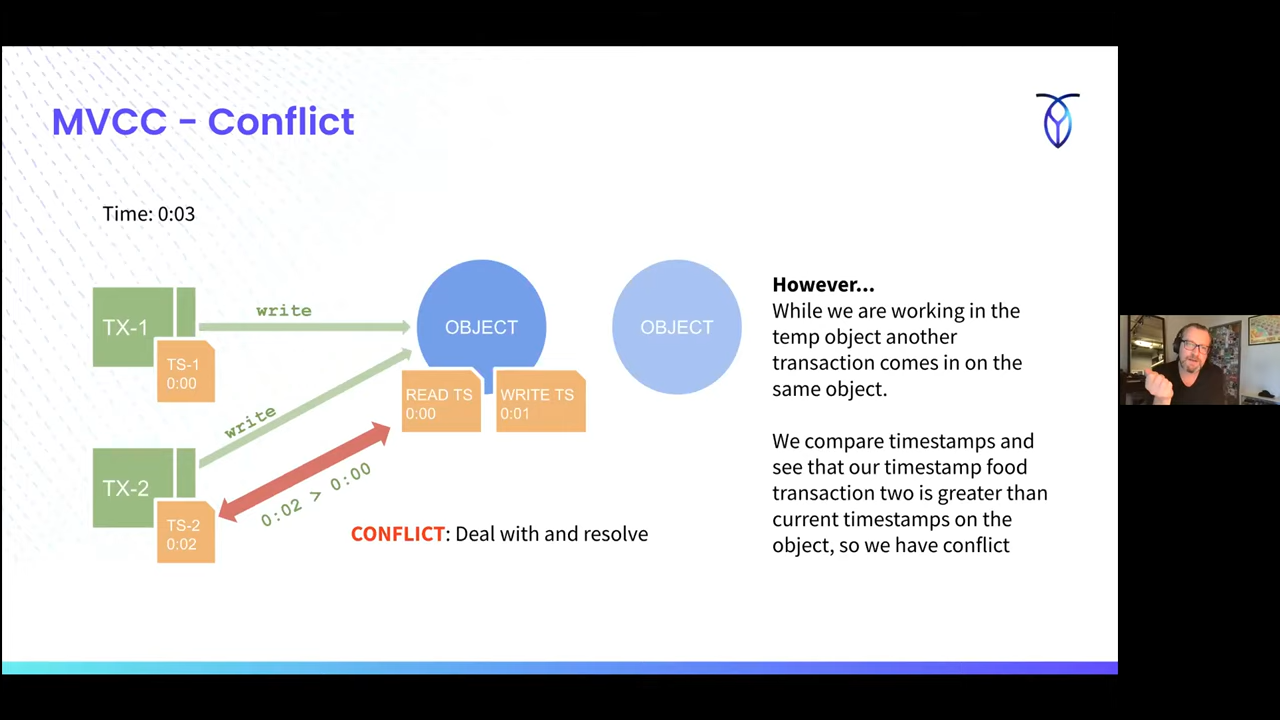 MVCC - Conflict
Time: 0:03
TX-1
TS-1
0:00
write
OBJECT
OBJECT
READ TS
0:00
WRITE TS
0:01
write
TX-2
TS-2
0:02
0:02 > 0:00
CONFLICT: Deal with and resolve
However...
While we are working in the
temp object another
transaction comes in on the
same object.
We compare timestamps and
see that our timestamp food
transaction two is greater than
current timestamps on the
object, so we have conflict